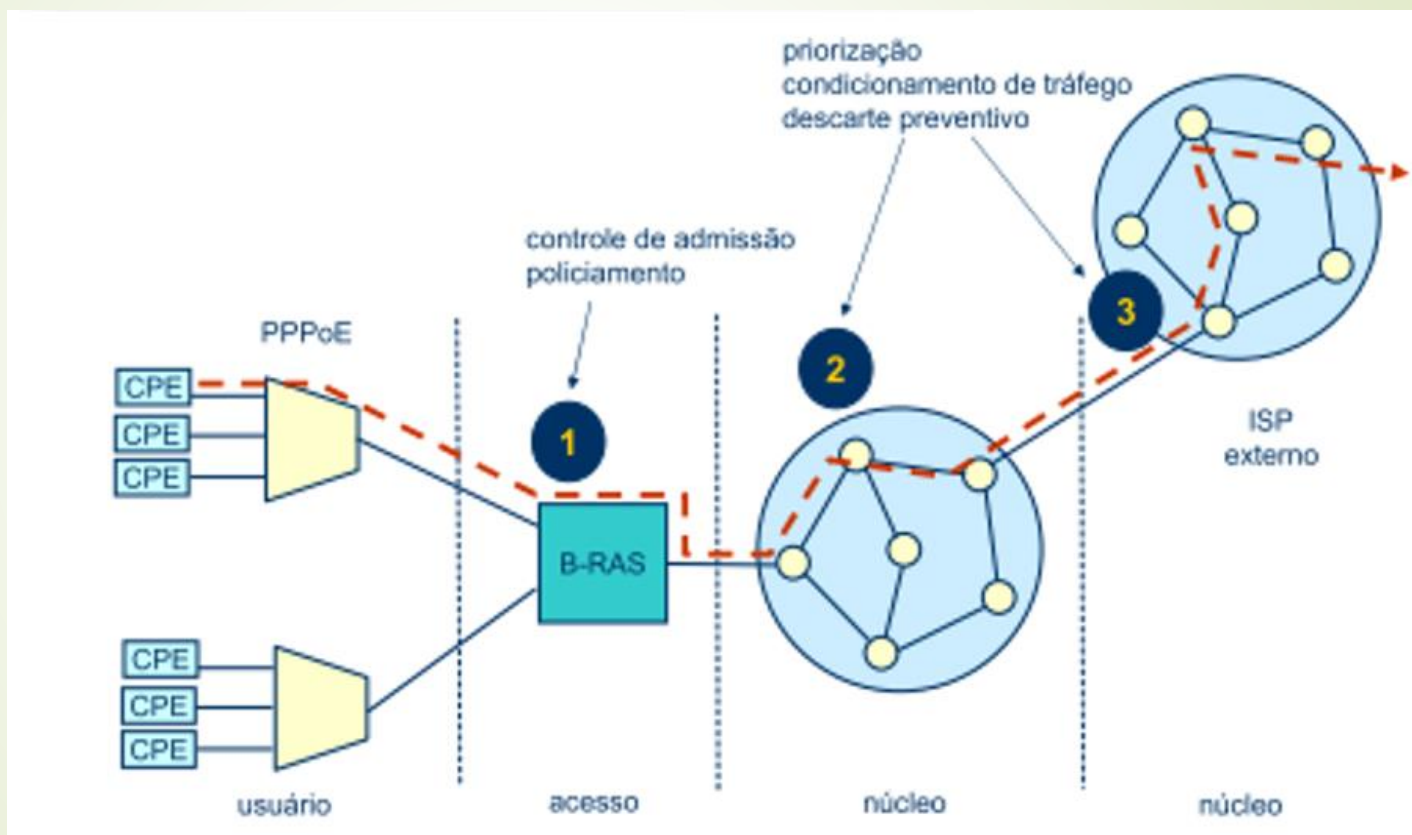 priorização
condicionamento de tráfego
descarte preventivo
controle de admissão
policiamento
PPPoE
CPE
CPE
CPE
1
2
3
ISP
externo
B-RAS
CPE
CPE
CPE
usuário
acesso
núcleo
núcleo